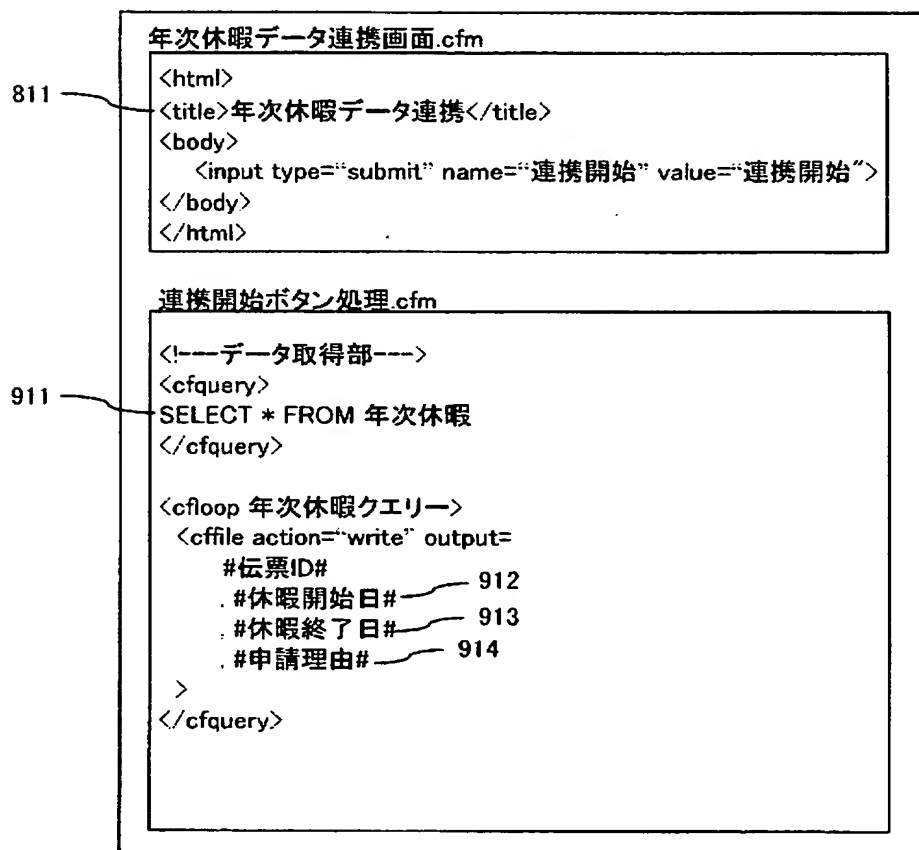 年次休暇データ連携画面.cfm
<html>
811
<title>年次休暇データ連携</title>
<body>
<input type="submit" name="連携開始" value="連携開始">
</body>
</html>
連携開始ボタン処理.cfm
<!---データ取得部--->
<cfquery>
911
SELECT * FROM 年次休暇
</cfquery>
<cfloop 年次休暇クエリー>
<cffile action="write" output=
#伝票ID#
, #休暇開始日# 912
, #休暇終了日# 913
, #申請理由# 914
>
</cfquery>